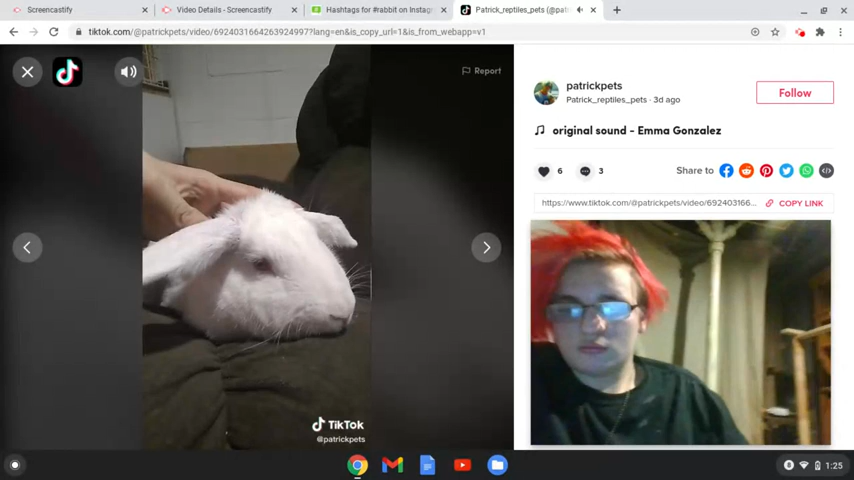 Screencastify
Video Details - Screencastify
Hashtags for #rabbit on Instag
Patrick_reptiles_pets (@pat
tiktok.com/@patrickpets/video/6924031664263924997?lang=en&is_copy_url=1&is_from_webapp=v1
Report
patrickpets
Patrick_reptiles_pets · 3d ago
Follow
original sound - Emma Gonzalez
6
3
Share to
https://www.tiktok.com/@patrickpets/video/692403166...
COPY LINK
TikTok
@patrickpets
8
1:25